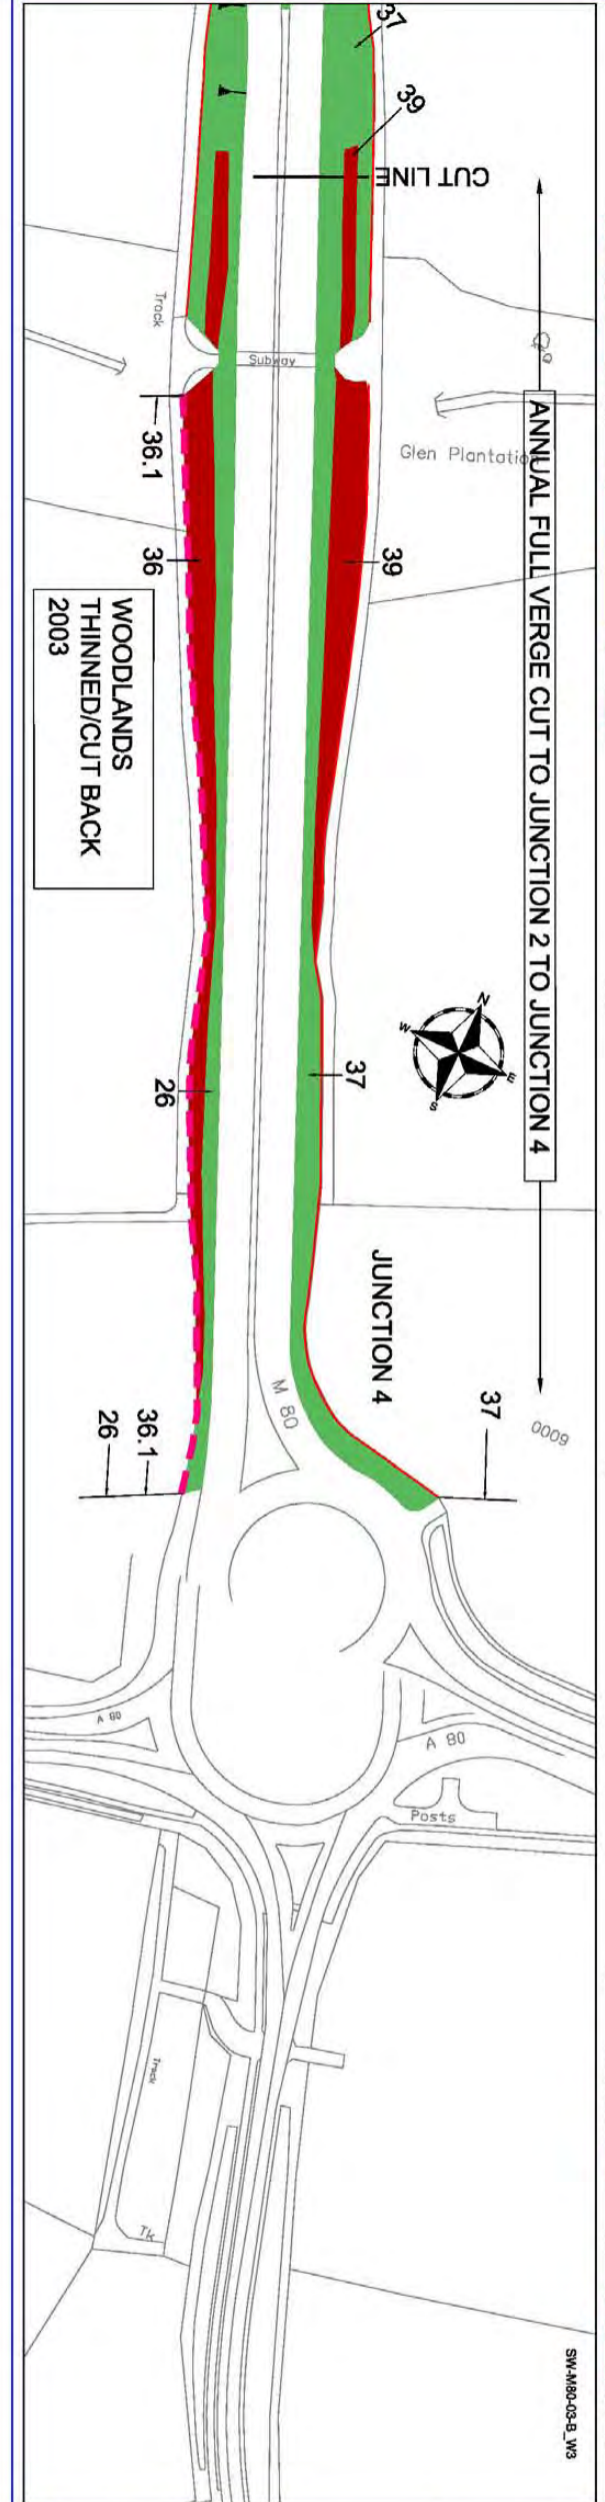 37
39
CUT LINE
ANNUAL FULL VERGE CUT TO JUNCTION 2 TO JUNCTION 4
Track
Subway
Glen Plantatio
36.1
36
39
WOODLANDS
THINNED/CUT BACK
2003
N
E
S
W
37
26
JUNCTION 4
M 80
37
0009
36.1
26
A 80
A 80
Posts
Track
Tk
SW-M80-03-B_W3